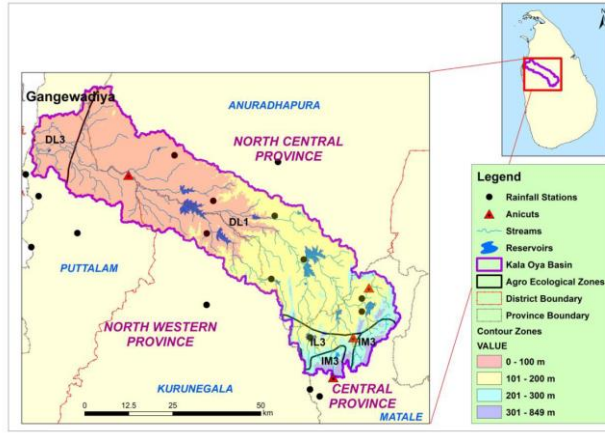 N
Gangewadiya
ANURADHAPURA
DL3
NORTH CENTRAL
PROVINCE
DL1
PUTTALAM
NORTH WESTERN
PROVINCE
IL3
IM3
IM3
KURUNEGALA
CENTRAL
PROVINCE
MATALE
0 12.5 25 50
km
Legend
Rainfall Stations
Anicuts
Streams
Reservoirs
Kala Oya Basin
Agro Ecological Zones
District Boundary
Province Boundary
Contour Zones
VALUE
0 - 100 m
101 - 200 m
201 - 300 m
301 - 849 m